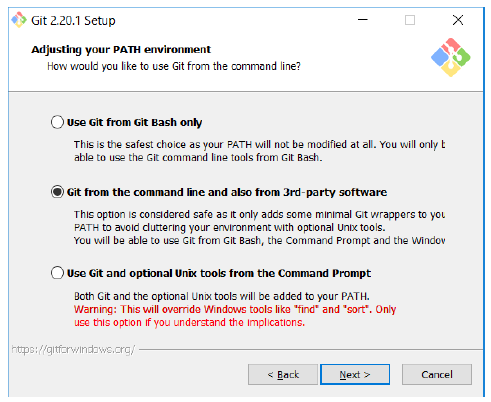 Git 2.20.1 Setup
Adjusting your PATH environment
How would you like to use Git from the command line?
Use Git from Git Bash only
This is the safest choice as your PATH will not be modified at all. You will only
able to use the Git command line tools from Git Bash.
Git from the command line and also from 3rd-party software
This option is considered safe as it only adds some minimal Git wrappers to
PATH to avoid cluttering your environment with optional Unix tools.
You will be able to use Git from Git Bash, the Command Prompt and the
Use Git and optional Unix tools from the Command Prompt
Both Git and the optional Unix tools will be added to your PATH.
Warning: This will override Windows tools like "find" and "sort". Only
use this option if you understand the implications.
https://gitforwindows.org/
< Back
Next >
Cancel